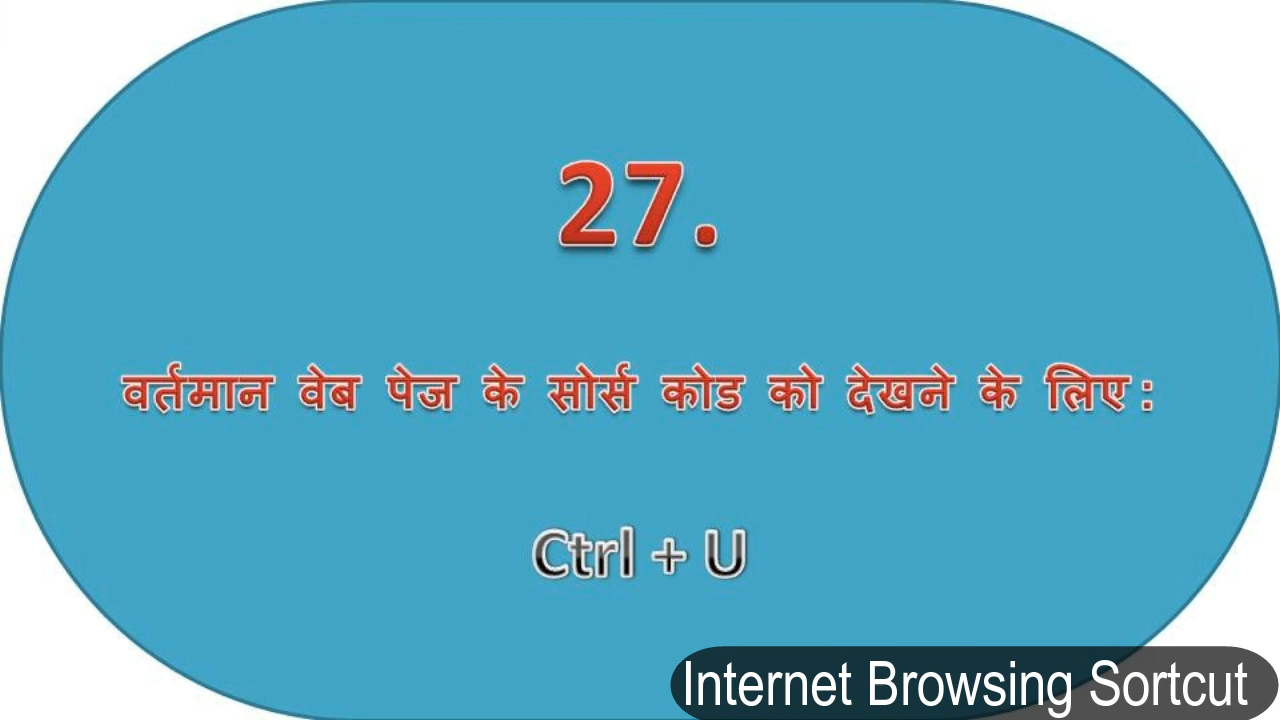 27.
वर्तमान वेब पेज के सोर्स कोड को देखने के लिए :
Ctrl + U
Internet Browsing Sortcut